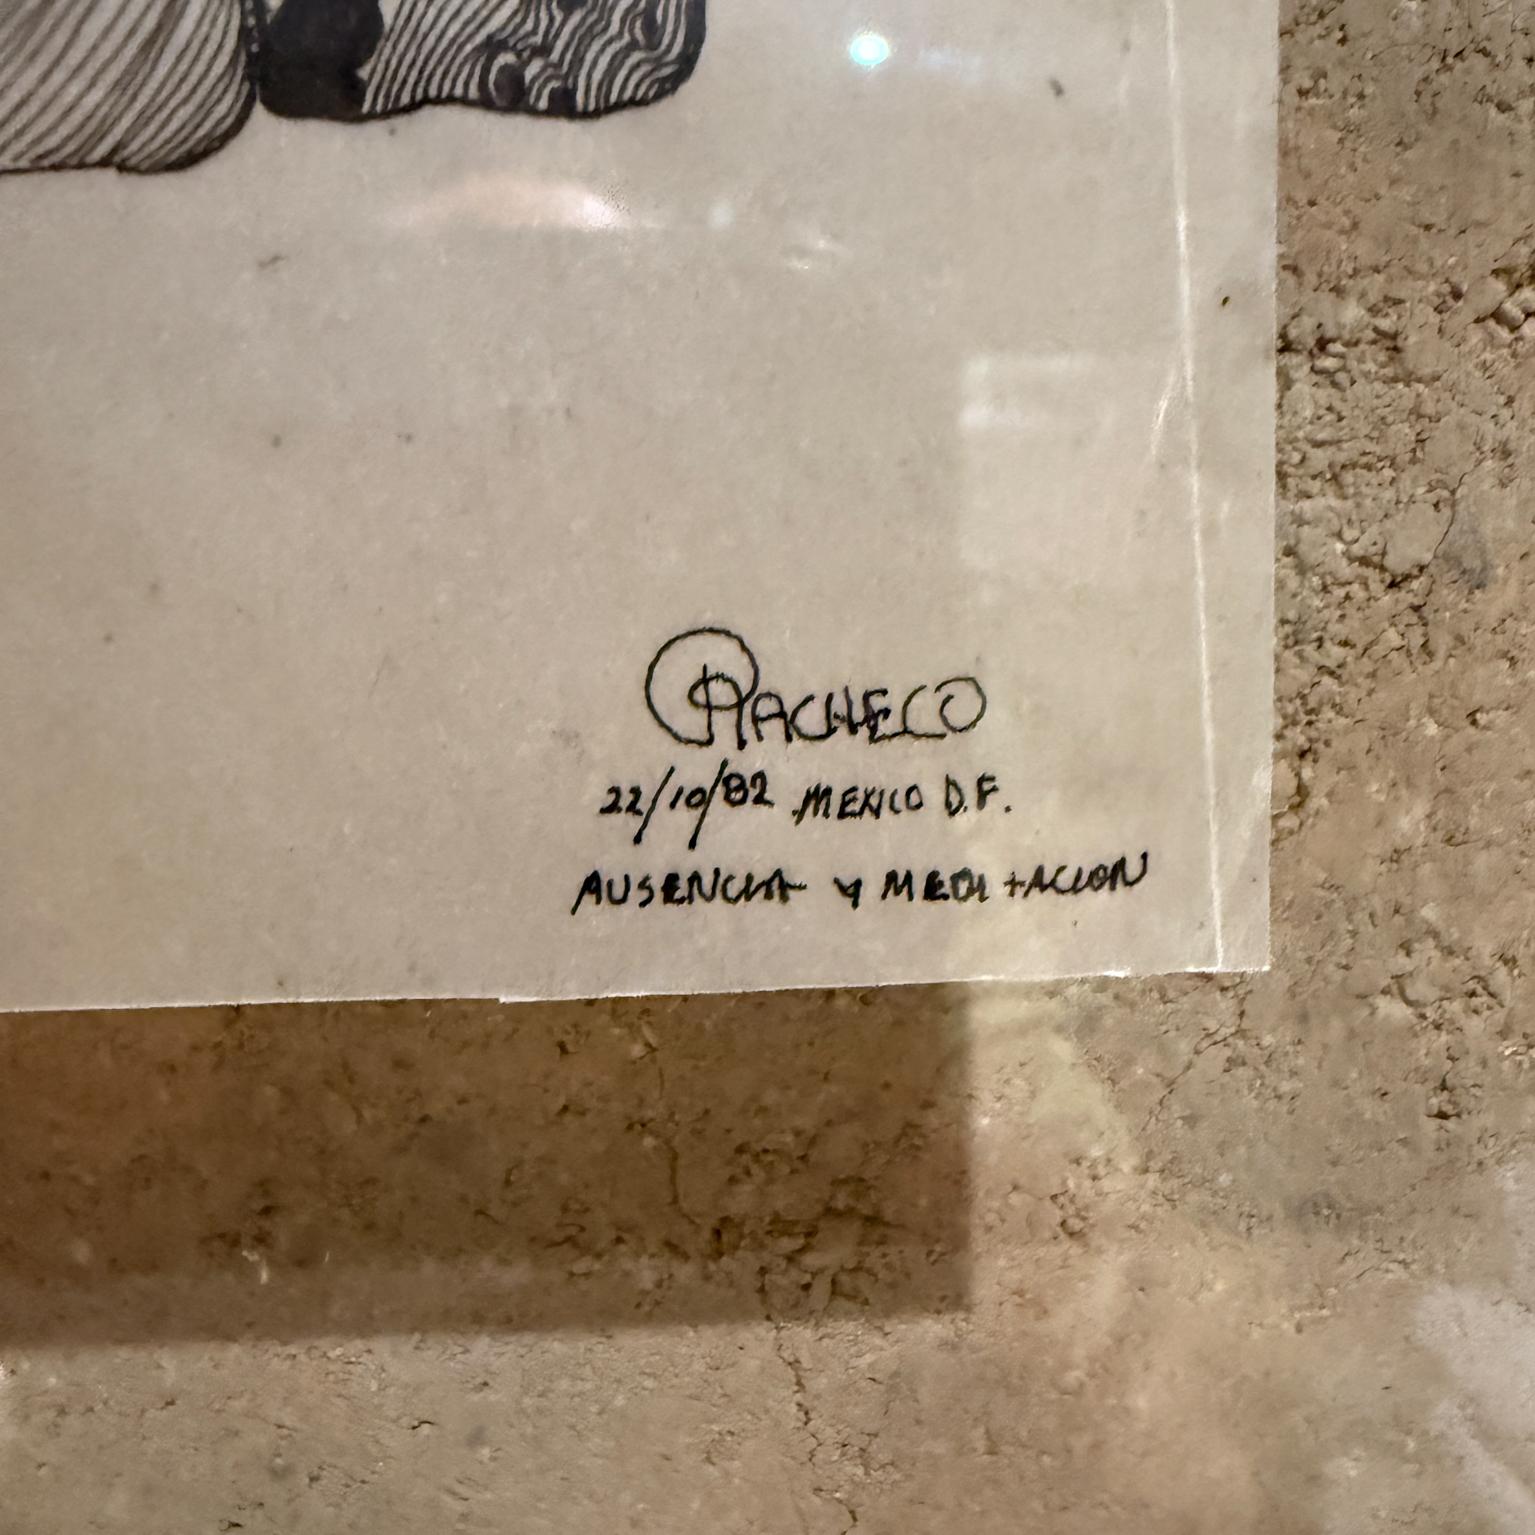 PACHECO
22/10/82 MEXICO D.F.
AUSENCIA Y MEDITACION